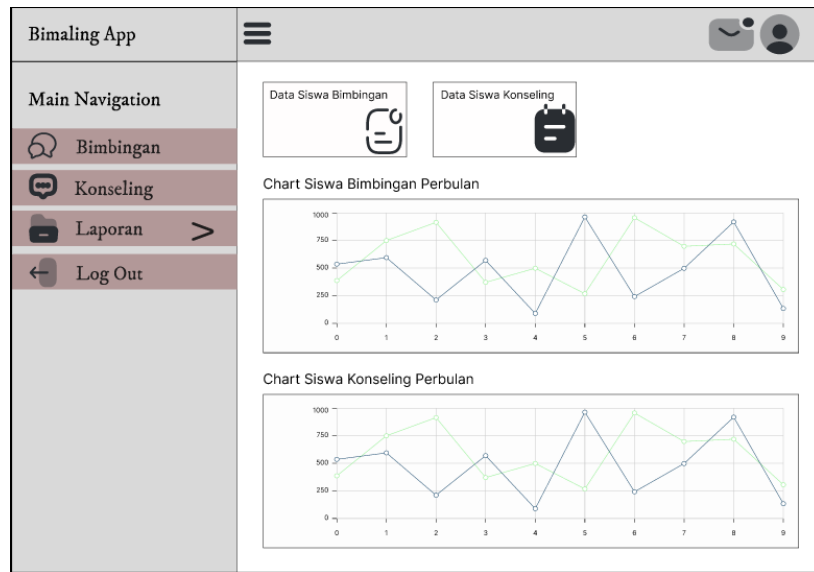 Bimaling App
Main Navigation
Bimbingan
Konseling
Laporan >
Log Out
Data Siswa Bimbingan
Data Siswa Konseling
Chart Siswa Bimbingan Perbulan
1000
750
500
250
0
0 1 2 3 4 5 6 7 8 9
Chart Siswa Konseling Perbulan
1000
750
500
250
0
0 1 2 3 4 5 6 7 8 9